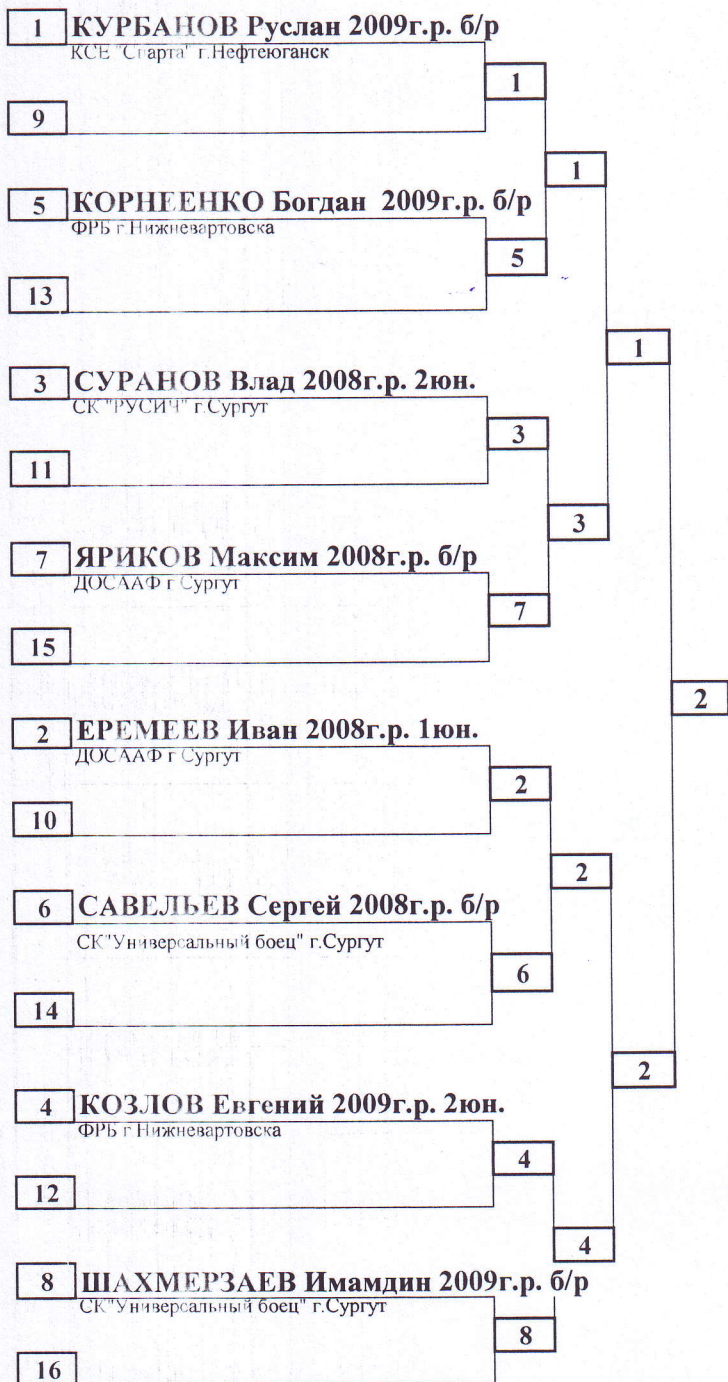 1 КУРБАНОВ Руслан 2009г.р. б/р
КСЕ "Спарта" г.Нефтеюганск
1
9
1
5 КОРНЕЕНКО Богдан 2009г.р. б/р
ФРБ г.Нижневартовска
5
13
1
3 СУРАНОВ Влад 2008г.р. 2юн.
СК "РУСИЧ" г.Сургут
3
11
3
7 ЯРИКОВ Максим 2008г.р. б/р
ДОСААФ г Сургут
7
15
2
2 ЕРЕМЕЕВ Иван 2008г.р. 1юн.
ДОСААФ г Сургут
2
10
2
6 САВЕЛЬЕВ Сергей 2008г.р. б/р
СК"Универсальный боец" г.Сургут
6
14
2
4 КОЗЛОВ Евгений 2009г.р. 2юн.
ФРБ г Нижневартовска
4
12
4
8 ШАХМЕРЗАЕВ Имамдин 2009г.р. б/р
СК"Универсальный боец" г.Сургут
8
16